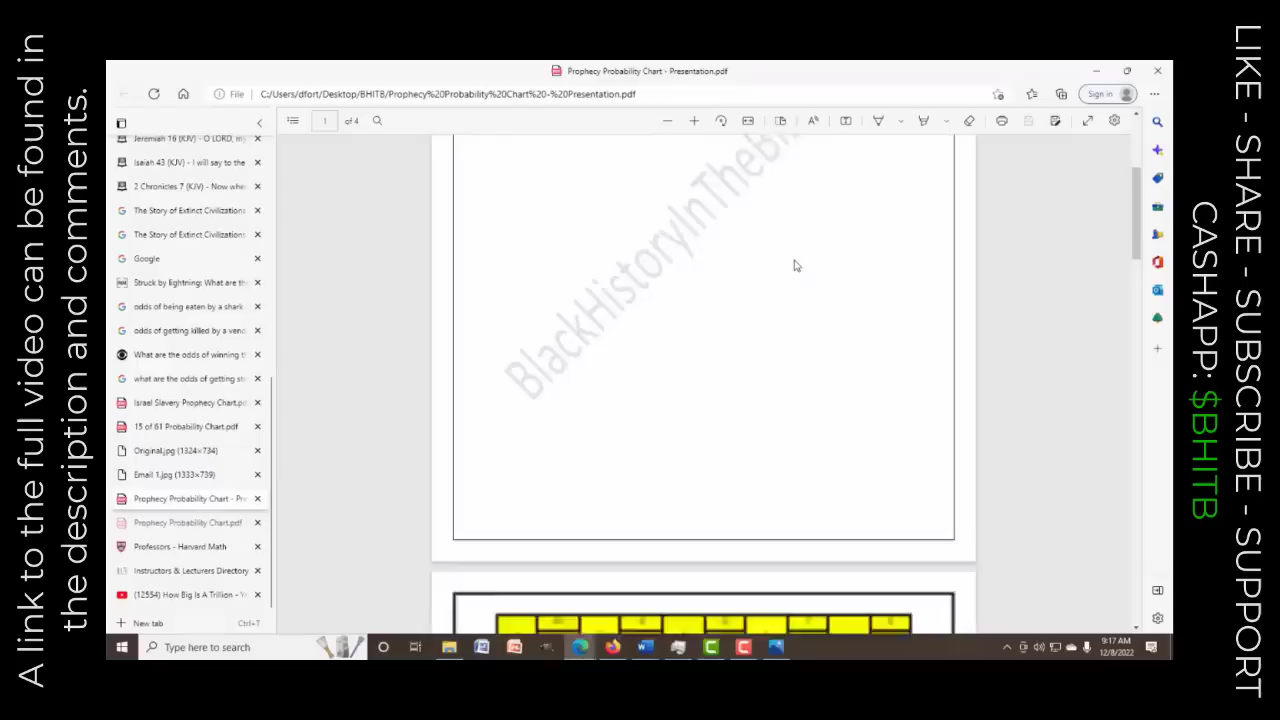 A link to the full video can be found in
the description and comments.
Prophecy Probability Chart - Presentation.pdf
File
C:/Users/dfort/Desktop/BHITB/Prophecy%20Probability%20Chart%20-%20Presentation.pdf
Sign in
1 of 4
Jeremiah 16 (KJV) - O LORD, my
Isaiah 43 (KJV) - I will say to the
2 Chronicles 7 (KJV) - Now whe
The Story of Extinct Civilizations
The Story of Extinct Civilizations
Google
Struck by lightning: What are th
odds of being eaten by a shark
odds of getting killed by a vend
What are the odds of winning t
what are the odds of getting str
Israel Slavery Prophecy Chart.pd
15 of 61 Probability Chart.pdf
Original.jpg (1324×734)
Email 1.jpg (1333×739)
Prophecy Probability Chart - Pre
Prophecy Probability Chart.pdf
Professors - Harvard Math
Instructors & Lecturers Directory
(12554) How Big Is A Trillion - Y
New tab
Ctrl+T
BlackHistoryInTheBi
Type here to search
9:17 AM
12/8/2022
LIKE - SHARE - SUBSCRIBE - SUPPORT
CASHAPP: $BHITB